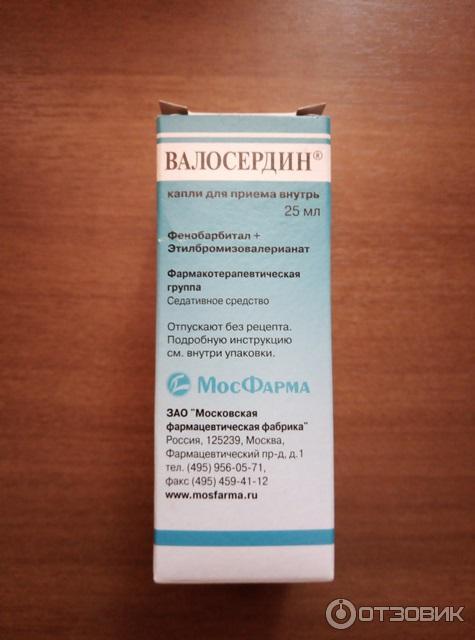 ВАЛОСЕРДИН®
капли для приема внутрь
25 мл
Фенобарбитал +
Этилбромизовалерианат
Фармакотерапевтическая
группа
Седативное средство
Отпускают без рецепта.
Подробную инструкцию
см. внутри упаковки.
МосФарма
ЗАО "Московская
фармацевтическая фабрика"
Россия, 125239, Москва,
Фармацевтический пр-д, д.1
тел. (495) 956-05-71,
факс (495) 459-41-12
www.mosfarma.ru
ОТЗОВИК